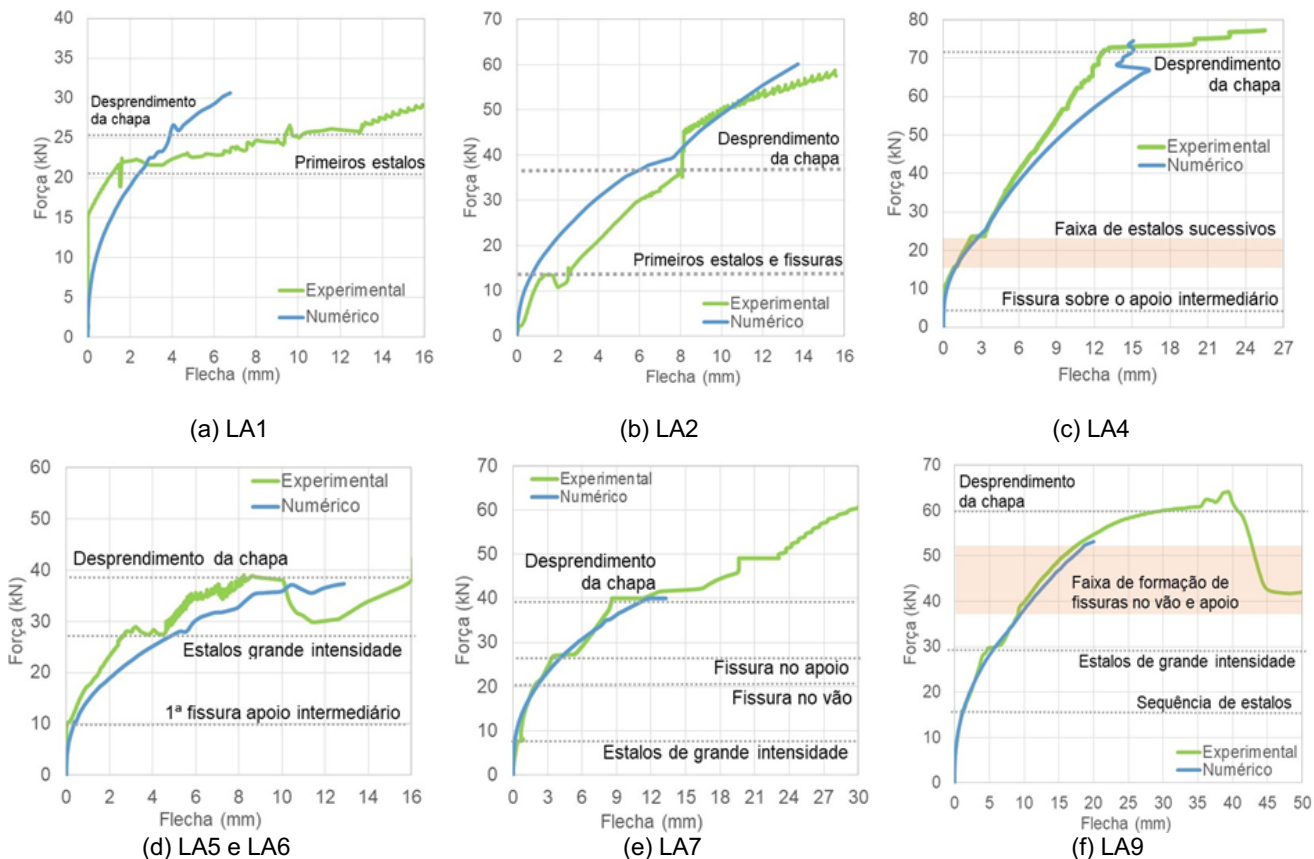 40
35
30
25
20
15
10
5
0
Força (kN)
Desprendimento
da chapa
Primeiros estalos
Experimental
Numérico
0 2 4 6 8 10 12 14 16
Flecha (mm)
(a) LA1
70
60
50
40
30
20
10
0
Força (kN)
Desprendimento
da chapa
Primeiros estalos e fissuras
Experimental
Numérico
0 2 4 6 8 10 12 14 16
Flecha (mm)
(b) LA2
80
70
60
50
40
30
20
10
0
Força (kN)
Desprendimento
da chapa
Experimental
Numérico
Faixa de estalos sucessivos
Fissura sobre o apoio intermediário
0 3 6 9 12 15 18 21 24 27
Flecha (mm)
(c) LA4
60
50
40
30
20
10
0
Força (kN)
Experimental
Numérico
Desprendimento da chapa
Estalos grande intensidade
1ª fissura apoio intermediário
0 2 4 6 8 10 12 14 16
Flecha (mm)
(d) LA5 e LA6
70
60
50
40
30
20
10
0
Força (kN)
Experimental
Numérico
Desprendimento
da chapa
Fissura no apoio
Fissura no vão
Estalos de grande intensidade
0 3 6 9 12 15 18 21 24 27 30
Flecha (mm)
(e) LA7
70
60
50
40
30
20
10
0
Força (kN)
Desprendimento
da chapa
Faixa de formação de
fissuras no vão e apoio
Estalos de grande intensidade
Sequência de estalos
Experimental
Numérico
0 5 10 15 20 25 30 35 40 45 50
Flecha (mm)
(f) LA9